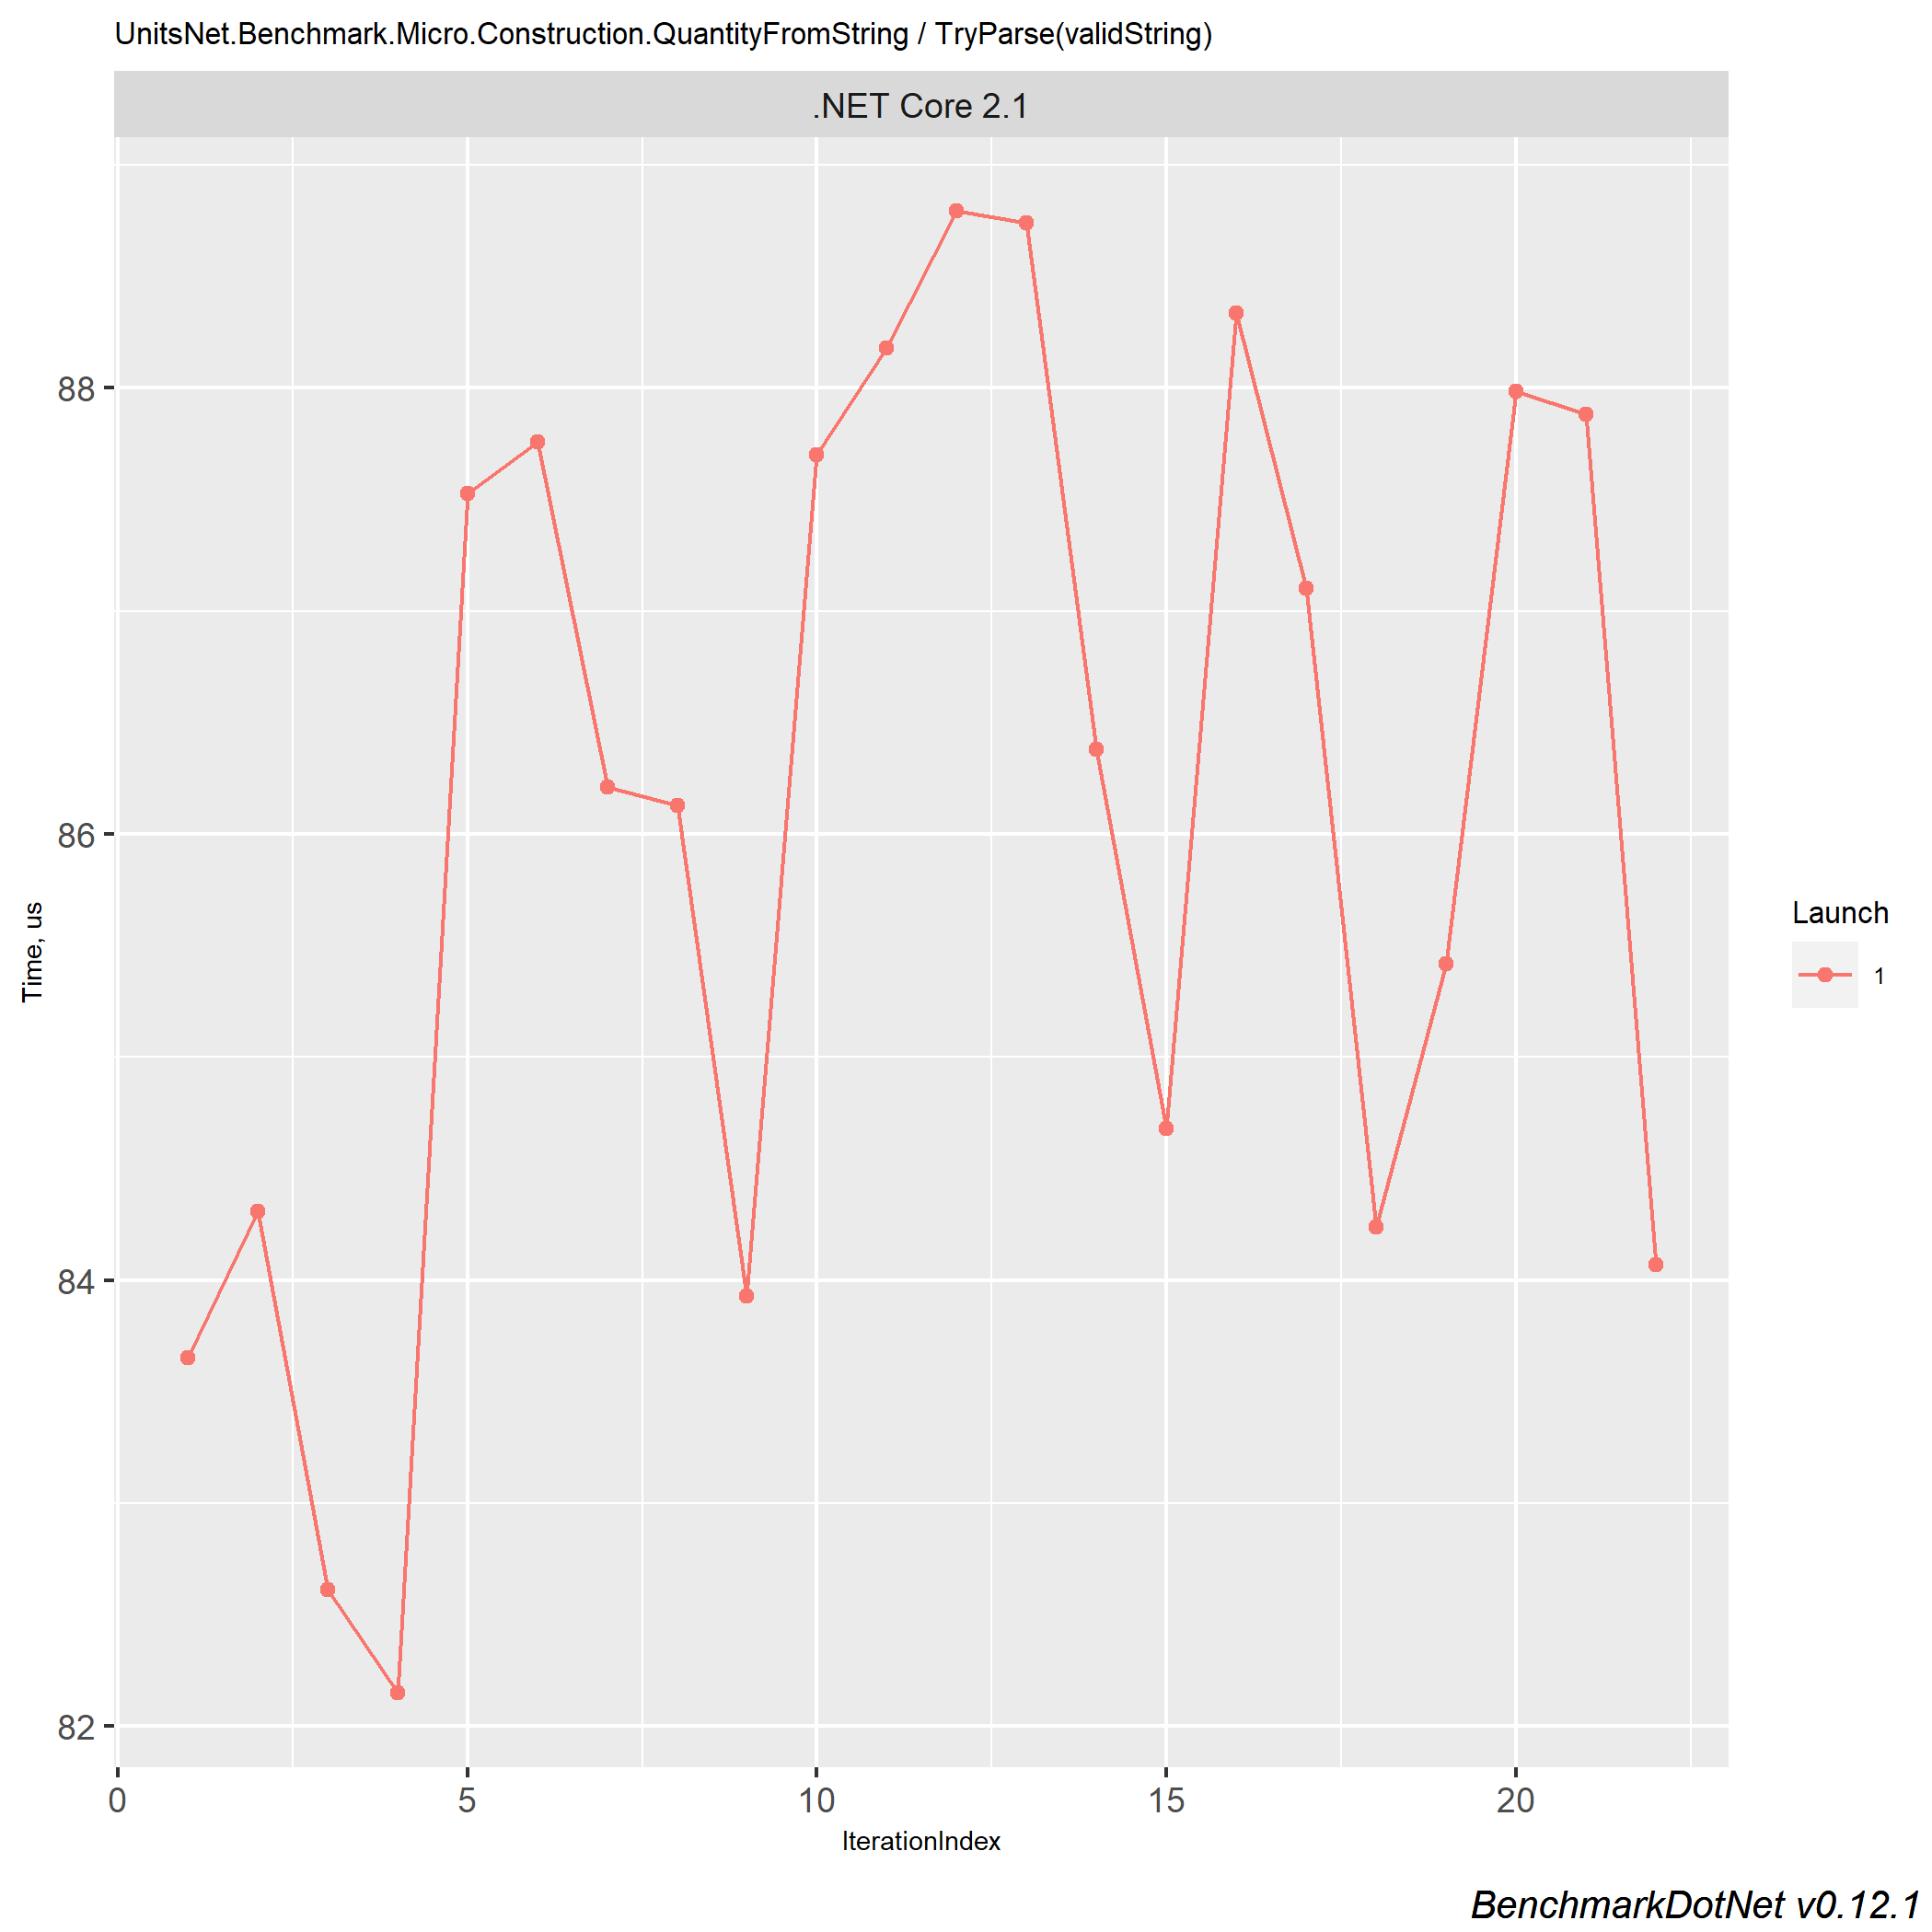 UnitsNet.Benchmark.Micro.Construction.QuantityFromString / TryParse(validString)
.NET Core 2.1
88
86
84
82
Time, us
0 5 10 15 20
IterationIndex
Launch
1
BenchmarkDotNet v0.12.1